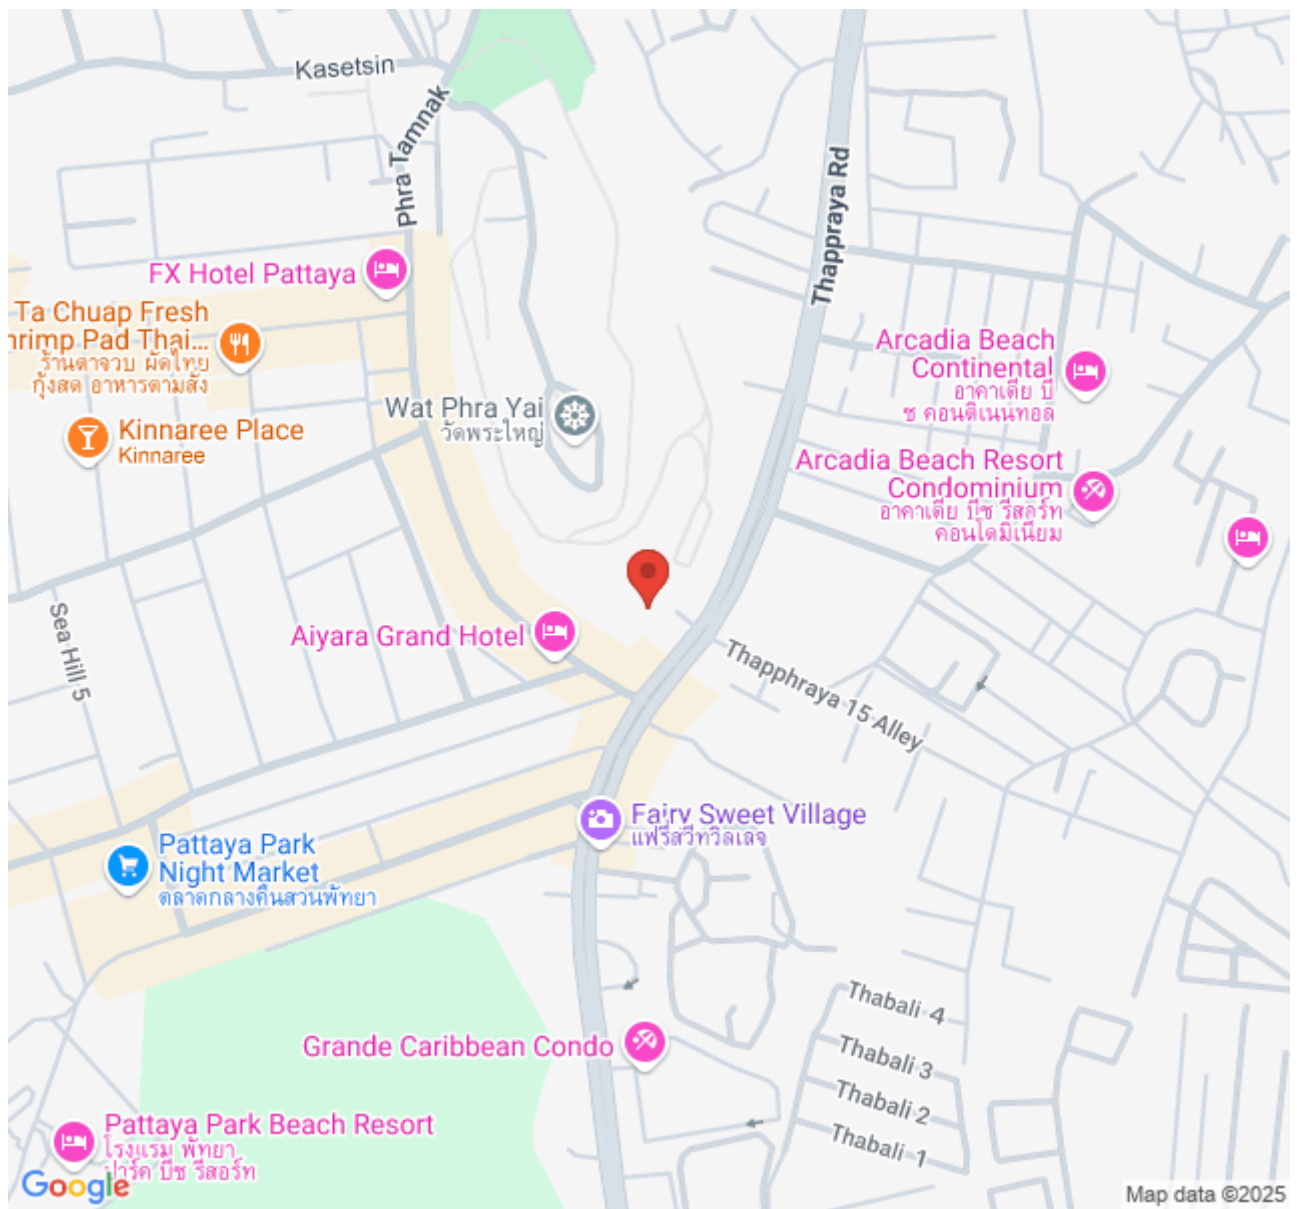 Kasetsin
Phra Tamnak
Thappraya Rd
FX Hotel Pattaya
Ta Chuap Fresh
hrimp Pad Thai...
ร้านตาจวบ ผัดไทย
กุ้งสด อาหารตามสั่ง
Arcadia Beach
Continental
อาคาเดีย บี
ช คอนติเนนทอล
Wat Phra Yai
วัดพระใหญ่
Kinnaree Place
Kinnaree
Arcadia Beach Resort
Condominium
อาคาเดีย บีช รีสอร์ท
คอนโดมิเนียม
Sea Hill 5
Aiyara Grand Hotel
Thapphraya 15 Alley
Fairy Sweet Village
แฟรี่สวีทวิลเลจ
Pattaya Park
Night Market
ตลาดกลางคืนสวนพัทยา
Thabali 4
Grande Caribbean Condo
Thabali 3
Thabali 2
Thabali 1
Pattaya Park Beach Resort
โรงแรม พัทยา
ปาร์ค บีช รีสอร์ท
Google
Map data ©2025